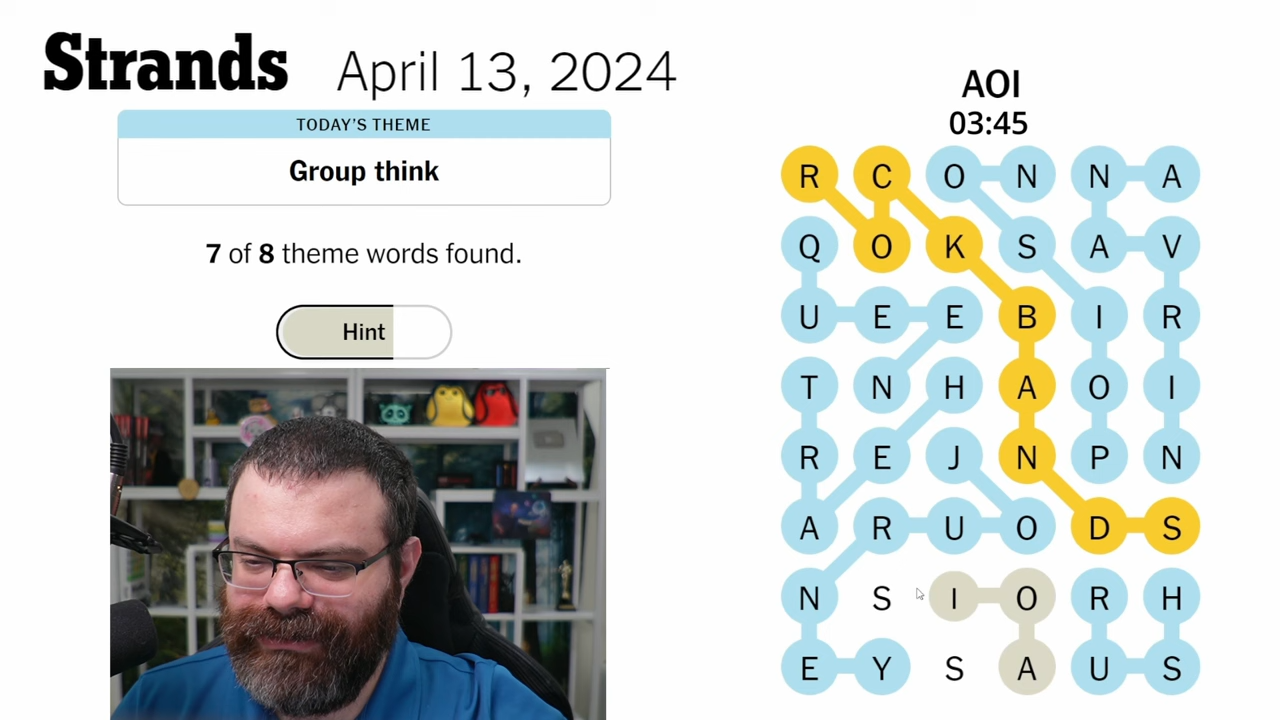 Strands April 13, 2024
TODAY'S THEME
Group think
7 of 8 theme words found.
Hint
AOI
03:45
R C O N N A
Q O K S A V
U E E B I R
T N H A O I
R E J N P N
A R U O D S
N S I O R H
E Y S A U S